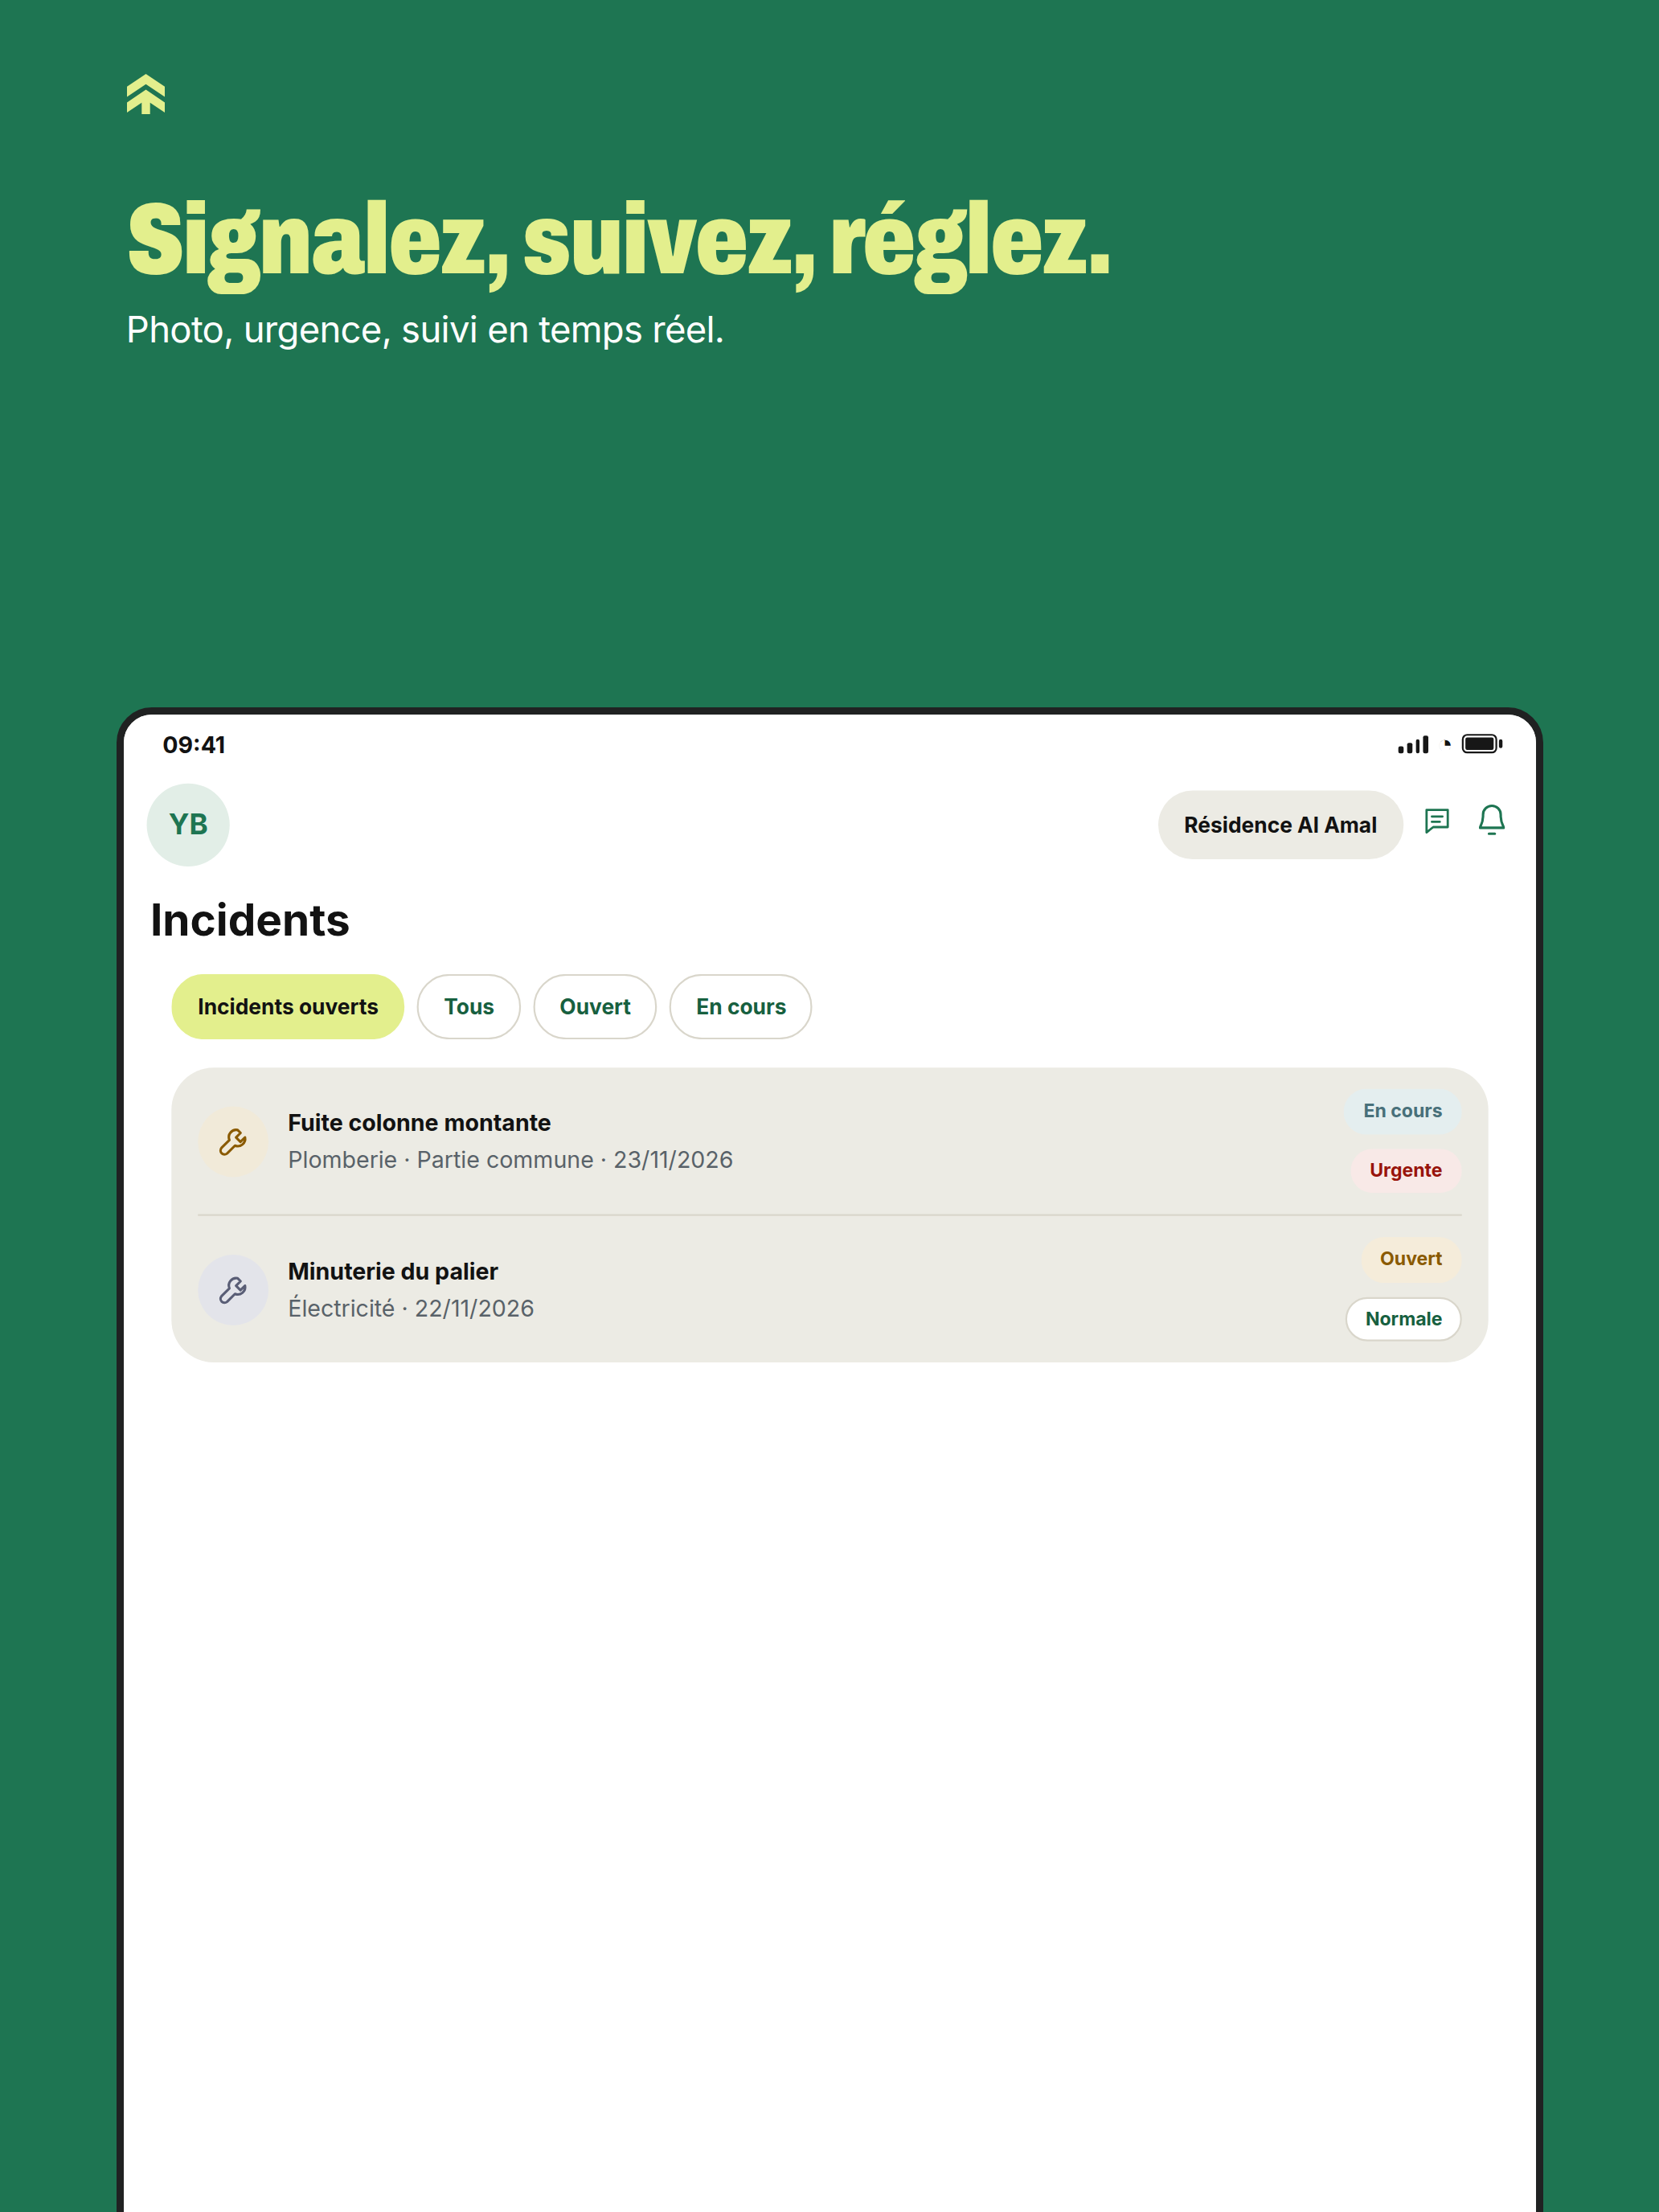 Signalez, suivez, réglez.
Photo, urgence, suivi en temps réel.
09:41
YB
Résidence Al Amal
Incidents
Incidents ouverts
Tous
Ouvert
En cours
Fuite colonne montante
Plomberie · Partie commune · 23/11/2026
En cours
Urgente
Minuterie du palier
Électricité · 22/11/2026
Ouvert
Normale